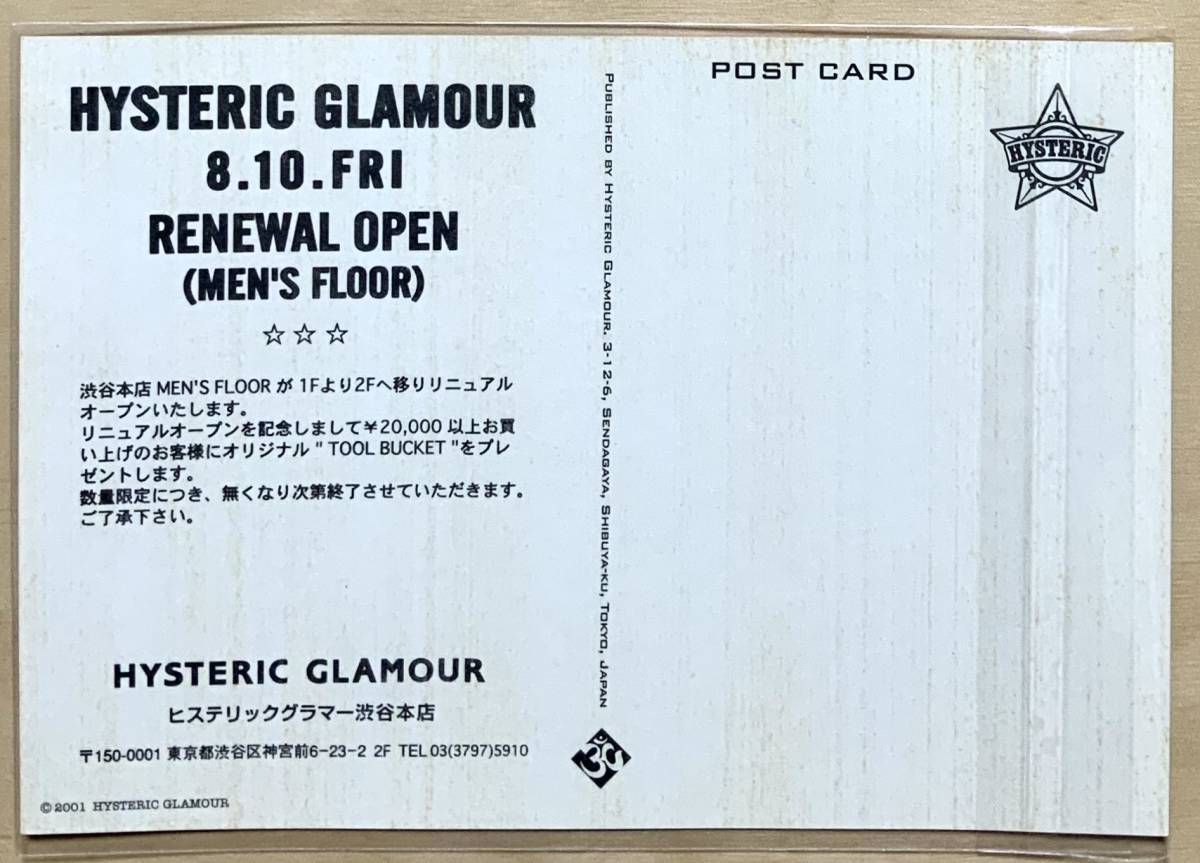 HYSTERIC GLAMOUR
8.10.FRI
RENEWAL OPEN
(MEN'S FLOOR)
☆☆☆
渋谷本店 MEN'S FLOOR が 1Fより2Fへ移りリニュアル
オープンいたします。
リニュアルオープンを記念しまして¥20,000 以上お買
い上げのお客様にオリジナル " TOOL BUCKET "をプレ
ゼントします。
数量限定につき、無くなり次第終了させていただきます。
ご了承下さい。
HYSTERIC GLAMOUR
ヒステリックグラマー渋谷本店
〒150-0001 東京都渋谷区神宮前6-23-2 2F TEL 03(3797)5910
©2001 HYSTERIC GLAMOUR
PUBLISHED BY HYSTERIC GLAMOUR. 3-12-6, SENDAGAYA, SHIBUYA-KU, TOKYO, JAPAN
ॐ
POST CARD
HYSTERIC